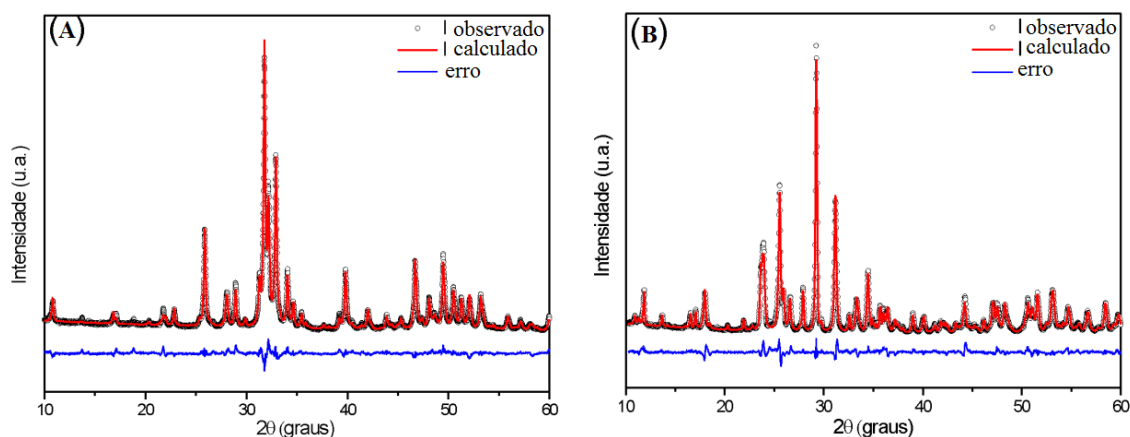 (A)
I observado
I calculado
erro
Intensidade (u.a.)
10 20 30 40 50 60
2θ (graus)
(B)
I observado
I calculado
erro
Intensidade (u.a.)
10 20 30 40 50 60
2θ (graus)